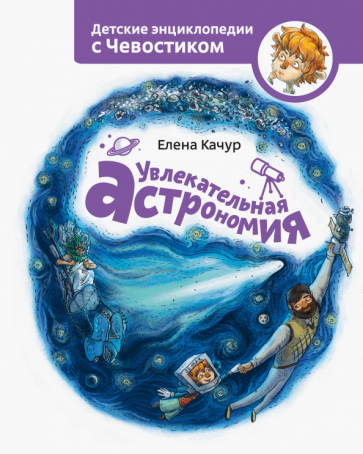 Детские энциклопедии
с Чевостиком
Елена Качур
Увлекательная
астрономия